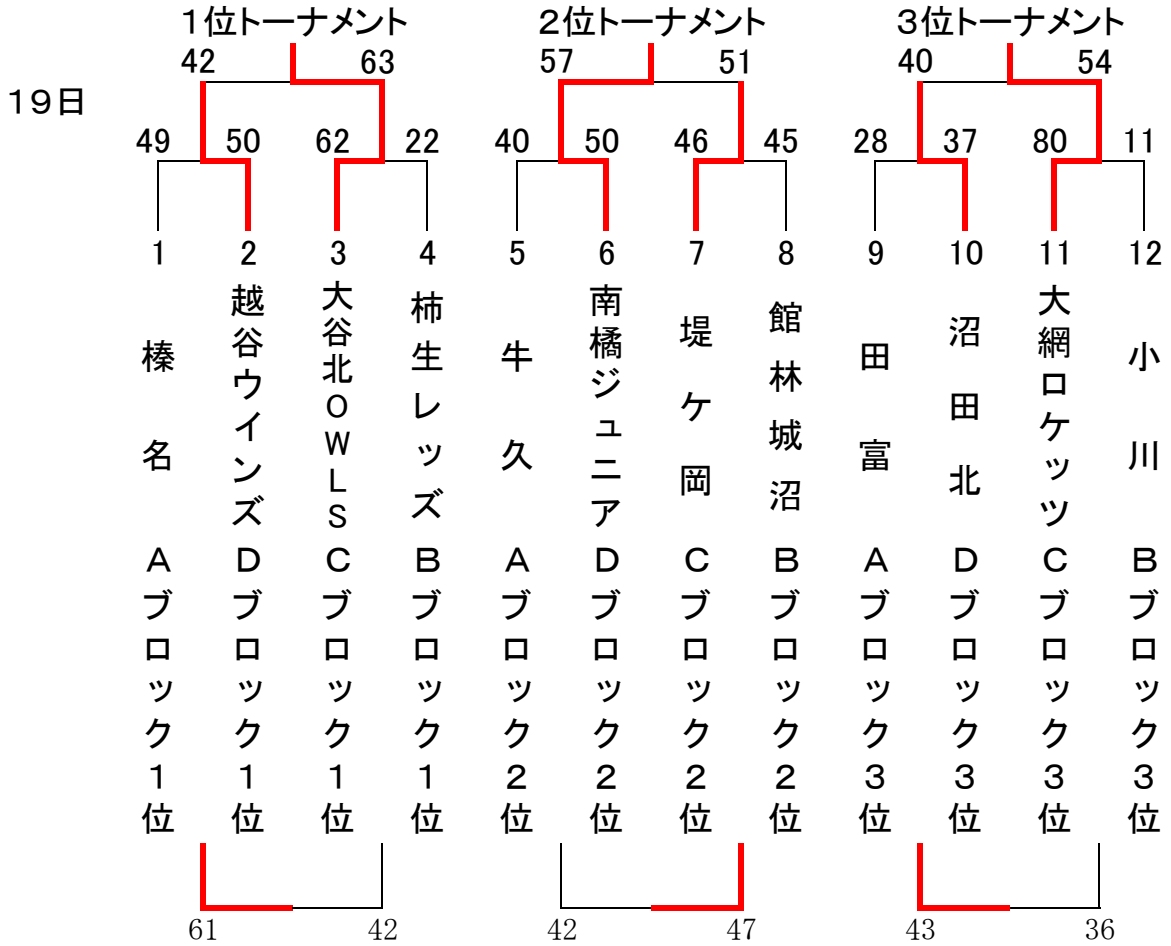 1位トーナメント 2位トーナメント 3位トーナメント
42 63 57 51 40 54
19日
49 50 62 22 40 50 46 45 28 37 80 11
1 2 3 4 5 6 7 8 9 10 11 12
榛名
越谷ウインズ
大谷北OWLS
柿生レッズ
牛久
南橘ジュニア
堤ケ岡
館林城沼
田富
沼田北
大網ロケッツ
小川
Aブロック1位
Dブロック1位
Cブロック1位
Bブロック1位
Aブロック2位
Dブロック2位
Cブロック2位
Bブロック2位
Aブロック3位
Dブロック3位
Cブロック3位
Bブロック3位
61 42 42 47 43 36